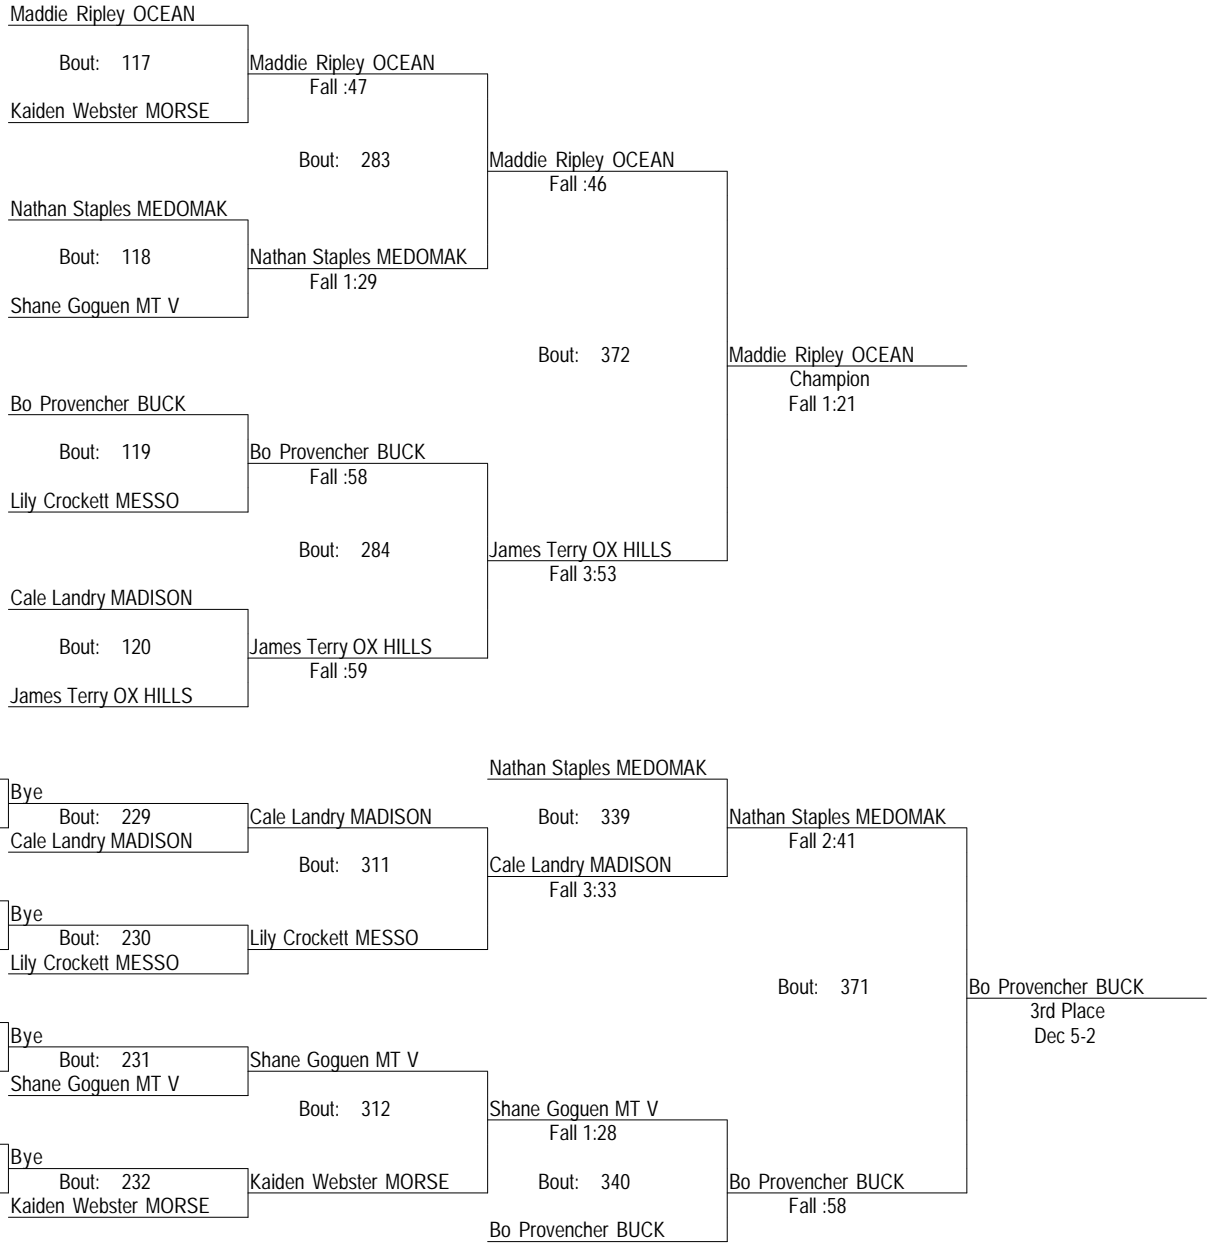 Maddie Ripley OCEAN
Bout: 117
Maddie Ripley OCEAN
Fall :47
Kaiden Webster MORSE
Bout: 283
Maddie Ripley OCEAN
Fall :46
Nathan Staples MEDOMAK
Bout: 118
Nathan Staples MEDOMAK
Fall 1:29
Shane Goguen MT V
Bout: 372
Maddie Ripley OCEAN
Champion
Fall 1:21
Bo Provencher BUCK
Bout: 119
Bo Provencher BUCK
Fall :58
Lily Crockett MESSO
Bout: 284
James Terry OX HILLS
Fall 3:53
Cale Landry MADISON
Bout: 120
James Terry OX HILLS
Fall :59
James Terry OX HILLS
Nathan Staples MEDOMAK
Bye
Bout: 229
Cale Landry MADISON
Bout: 339
Nathan Staples MEDOMAK
Fall 2:41
Cale Landry MADISON
Bout: 311
Cale Landry MADISON
Fall 3:33
Bye
Bout: 230
Lily Crockett MESSO
Lily Crockett MESSO
Bout: 371
Bo Provencher BUCK
3rd Place
Dec 5-2
Bye
Bout: 231
Shane Goguen MT V
Shane Goguen MT V
Bout: 312
Shane Goguen MT V
Fall 1:28
Bye
Bout: 232
Kaiden Webster MORSE
Bout: 340
Bo Provencher BUCK
Fall :58
Kaiden Webster MORSE
Bo Provencher BUCK